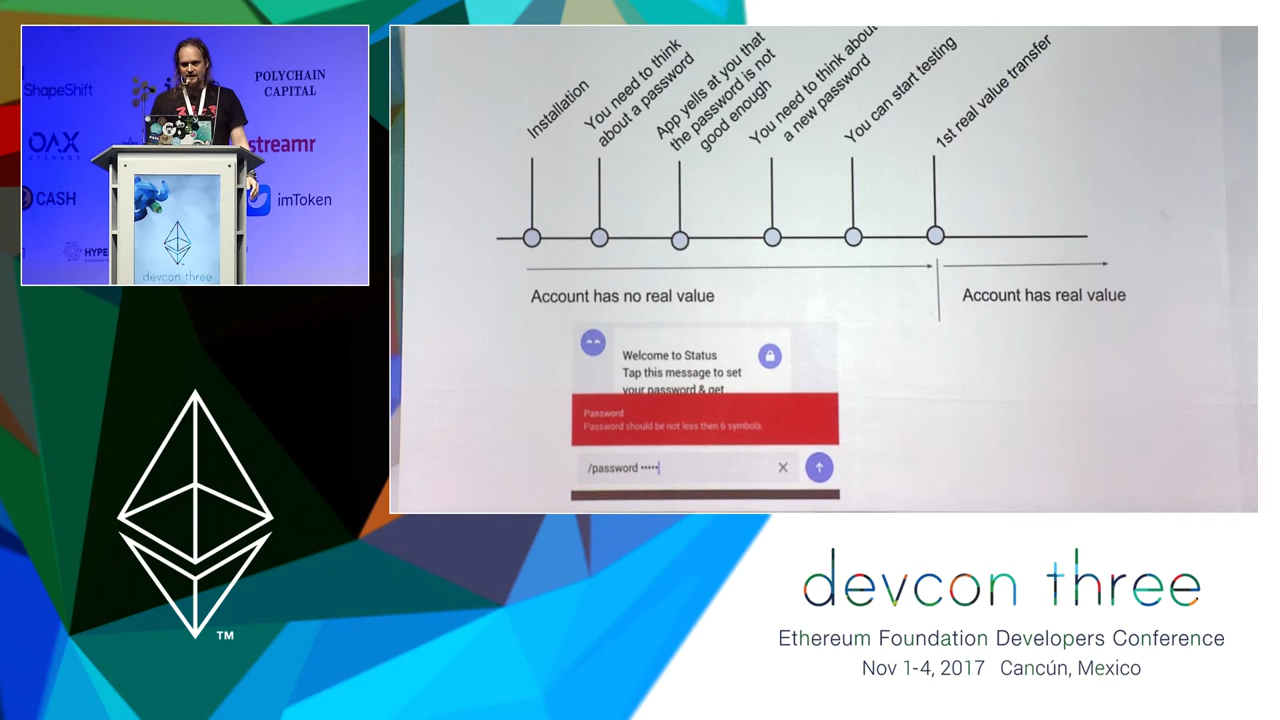 ShapeShift
POLYCHAIN
CAPITAL
OAX
streamr
CASH
imToken
HYPE
devcon three
Installation
You need to think
about a password
App yells at you that
the password is not
good enough
You need to think about
a new password
You can start testing
1st real value transfer
Account has no real value
Account has real value
Welcome to Status
Tap this message to set
your password & get
Password
Password should be not less then 6 symbols.
/password •••••
TM
devcon three
Ethereum Foundation Developers Conference
Nov 1-4, 2017 Cancún, Mexico